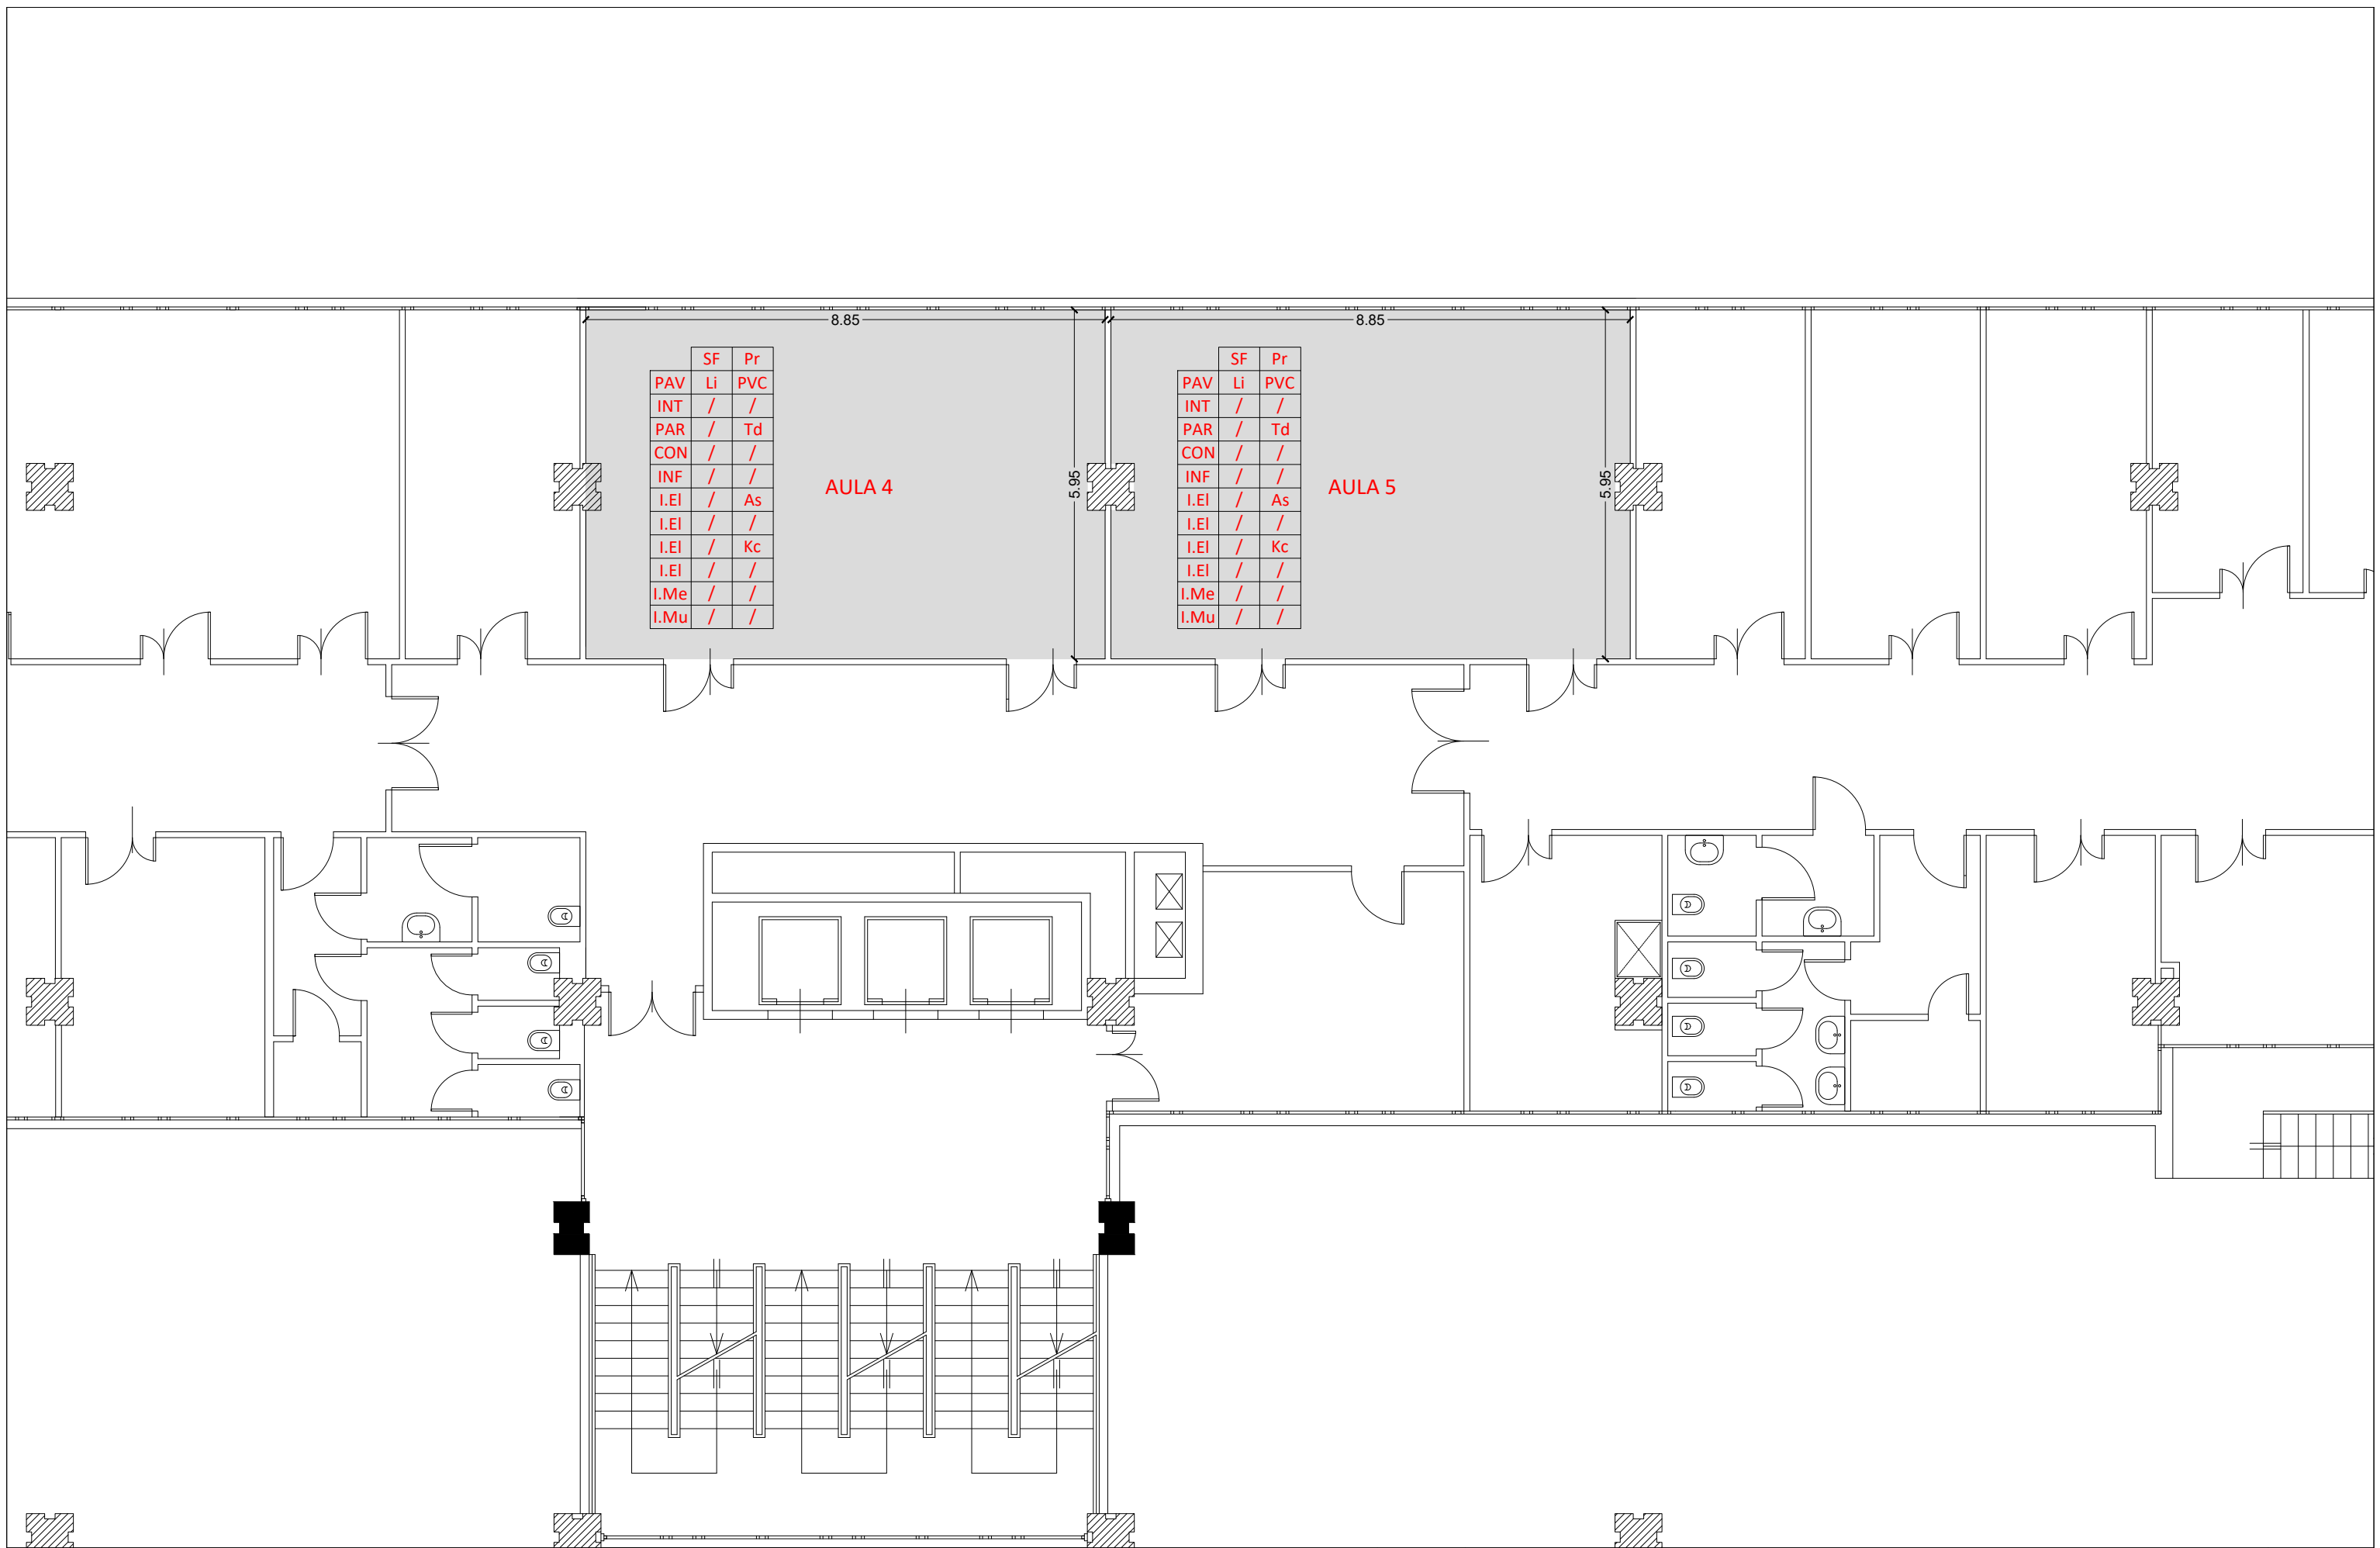 8.85
SF Pr
PAV Li PVC
INT / /
PAR / Td
CON / /
INF / /
I.El / As
I.El / /
I.El / Kc
I.El / /
I.Me / /
I.Mu / /
AULA 4
5.95
8.85
SF Pr
PAV Li PVC
INT / /
PAR / Td
CON / /
INF / /
I.El / As
I.El / /
I.El / Kc
I.El / /
I.Me / /
I.Mu / /
AULA 5
5.95